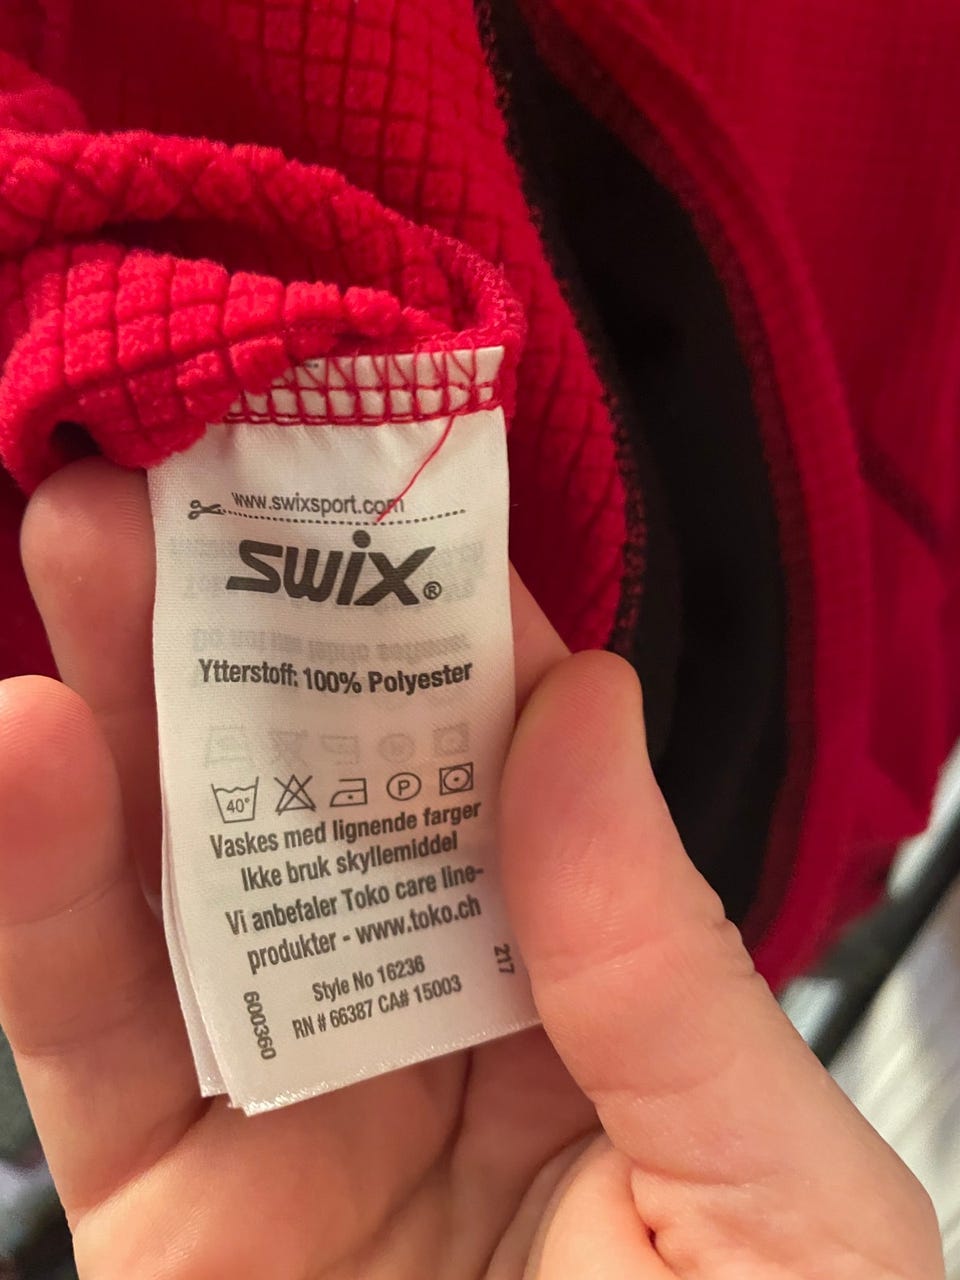 www.swixsport.com
swix®
Ytterstoff: 100% Polyester
40° P
Vaskes med lignende farger
Ikke bruk skyllemiddel
Vi anbefaler Toko care line-
produkter - www.toko.ch
Style No 16236
RN # 66387 CA# 15003
600360
217